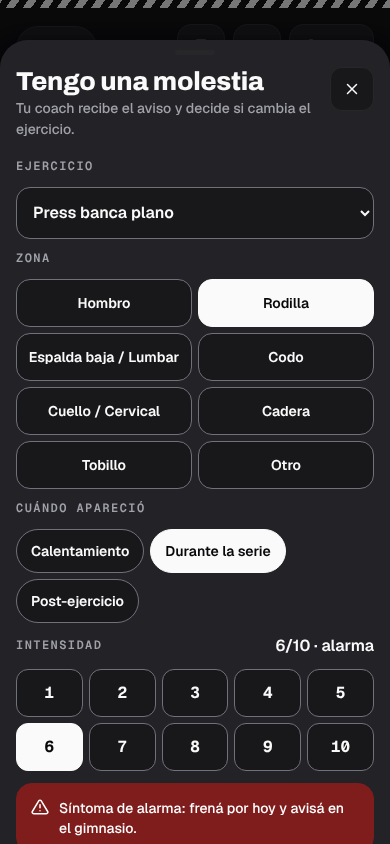 Tengo una molestia
Tu coach recibe el aviso y decide si cambia el
ejercicio.
EJERCICIO
Press banca plano
ZONA
Hombro
Rodilla
Espalda baja / Lumbar
Codo
Cuello / Cervical
Cadera
Tobillo
Otro
CUÁNDO APARECIÓ
Calentamiento
Durante la serie
Post-ejercicio
INTENSIDAD
6/10 · alarma
1
2
3
4
5
6
7
8
9
10
Síntoma de alarma: frená por hoy y avisá en
el gimnasio.